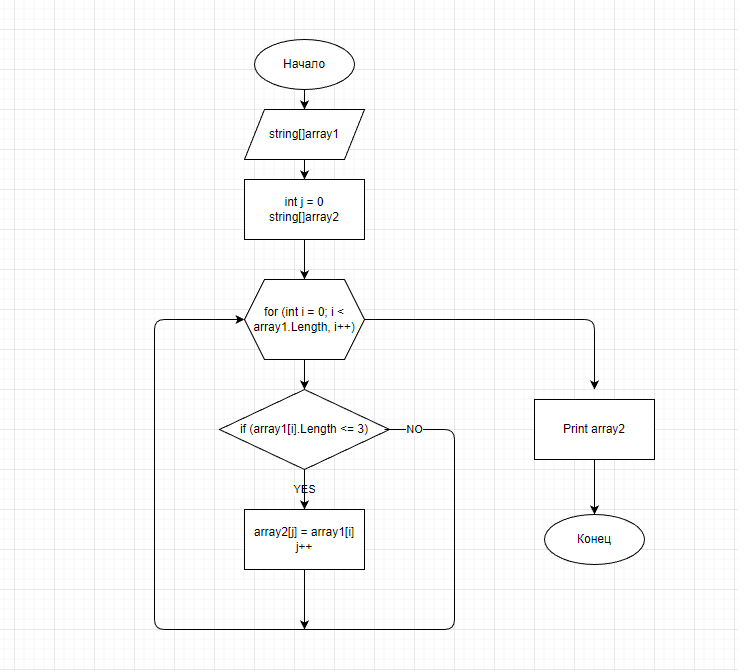 Начало
string[]array1
int j = 0
string[]array2
for (int i = 0; i <
array1.Length, i++)
if (array1[i].Length <= 3)
NO
YES
array2[j] = array1[i]
j++
Print array2
Конец